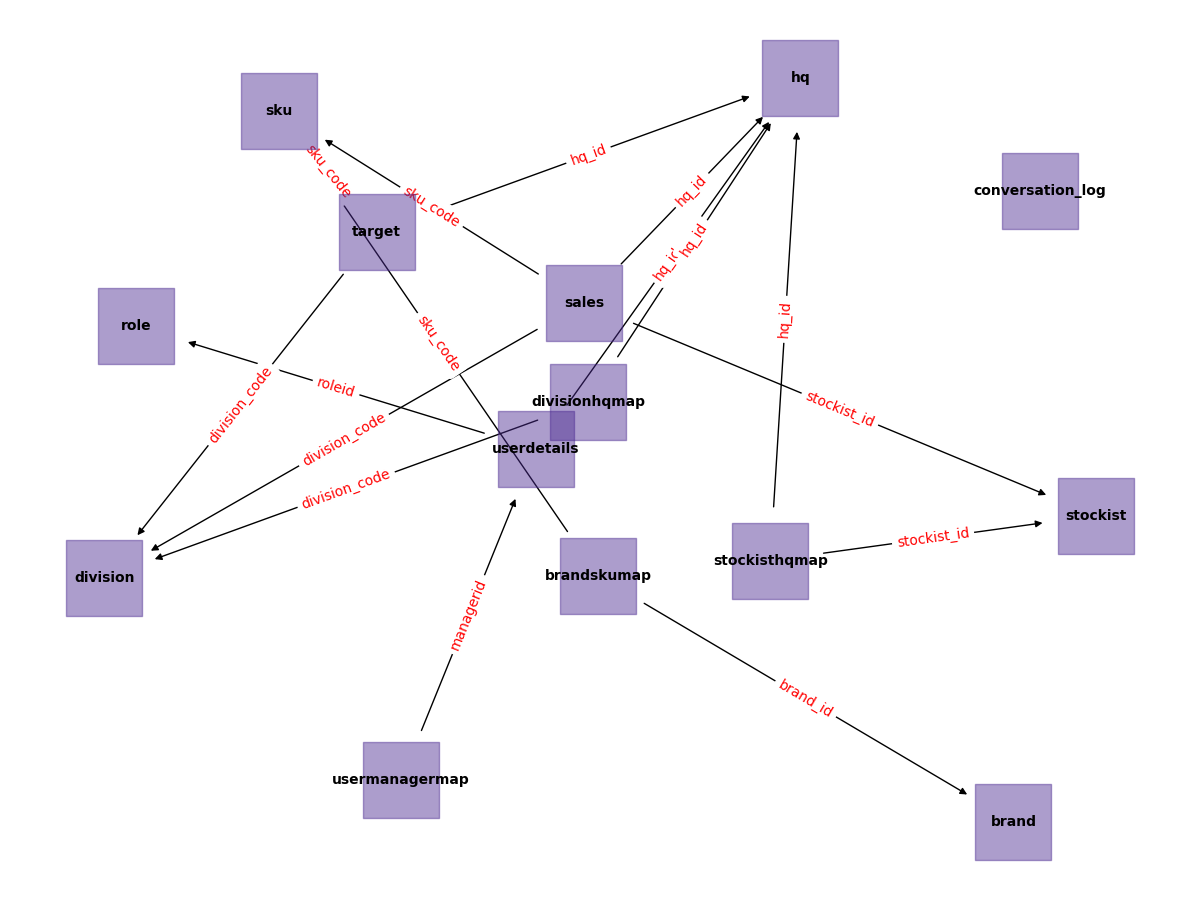 hq
sku
hq_id
sku_code
conversation_log
hq_id
sku_code
target
hq_id
hq_id
sales
hq_id
role
sku_code
roleid
division_code
divisionhqmap
stockist_id
division_code
userdetails
division_code
stockist
stockist_id
stockisthqmap
division
brandskumap
managerid
brand_id
usermanagermap
brand